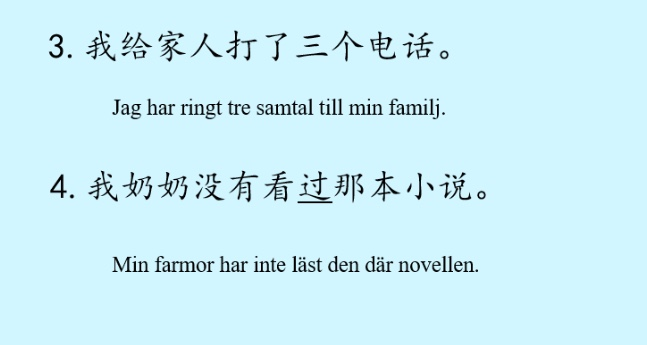 3. 我给家人打了三个电话。
Jag har ringt tre samtal till min familj.
4. 我奶奶没有看过那本小说。
Min farmor har inte läst den där novellen.